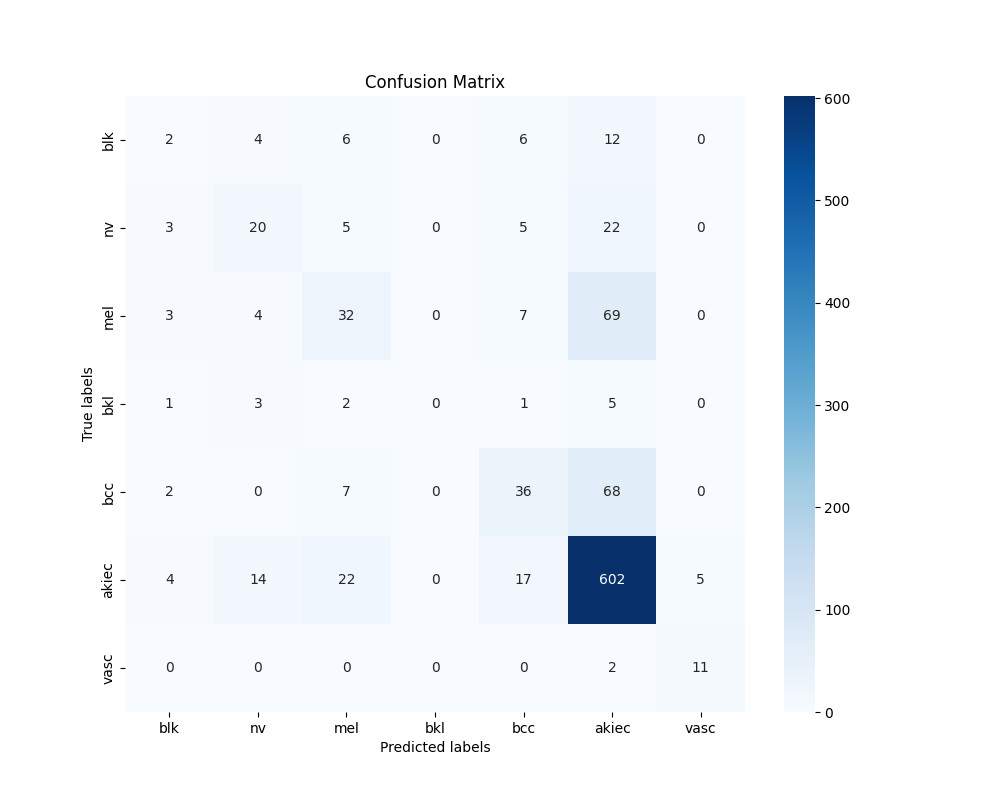 Confusion Matrix
blk 2 4 6 0 6 12 0
nv 3 20 5 0 5 22 0
mel 3 4 32 0 7 69 0
bkl 1 3 2 0 1 5 0
bcc 2 0 7 0 36 68 0
akiec 4 14 22 0 17 602 5
vasc 0 0 0 0 0 2 11
True labels
blk nv mel bkl bcc akiec vasc
Predicted labels
600
500
400
300
200
100
0